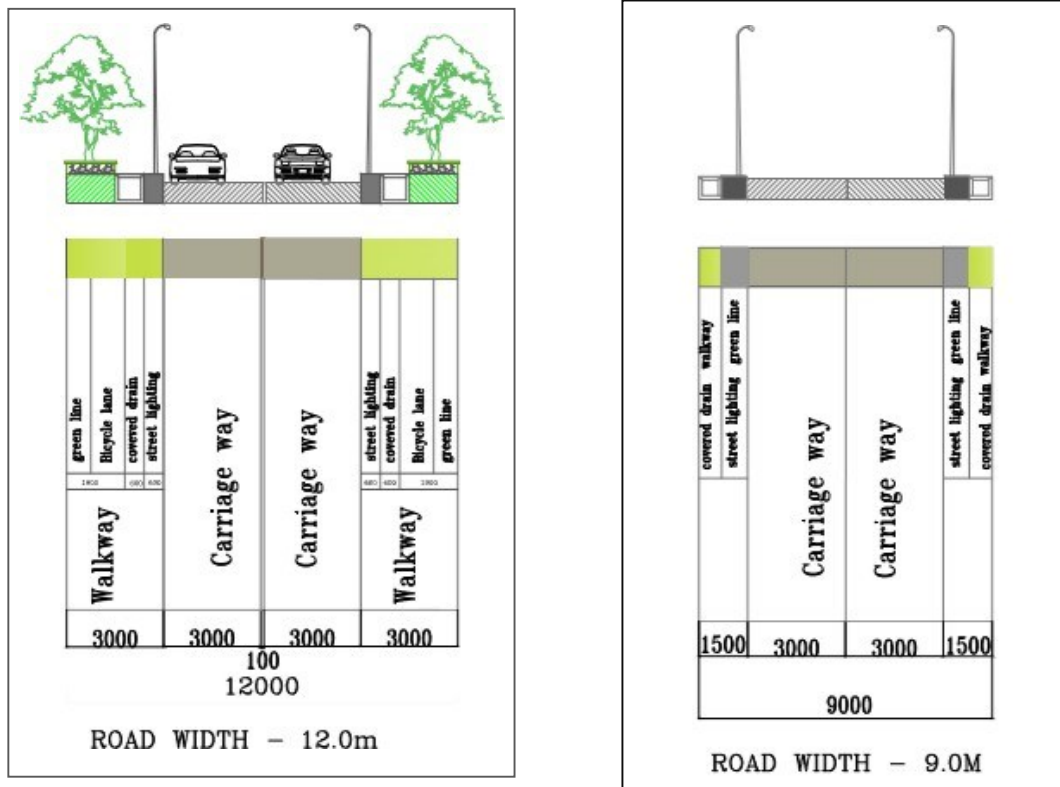 green line
Bicycle lane
covered drain
street lighting
Carriage way
Carriage way
street lighting
covered drain
Bicycle lane
green line
600 600
600 600
Walkway
Walkway
3000 3000 3000 3000
100
12000
ROAD WIDTH - 12.0m
covered drain walkway
street lighting green line
Carriage way
Carriage way
street lighting green line
covered drain walkway
1500 3000 3000 1500
9000
ROAD WIDTH - 9.0M